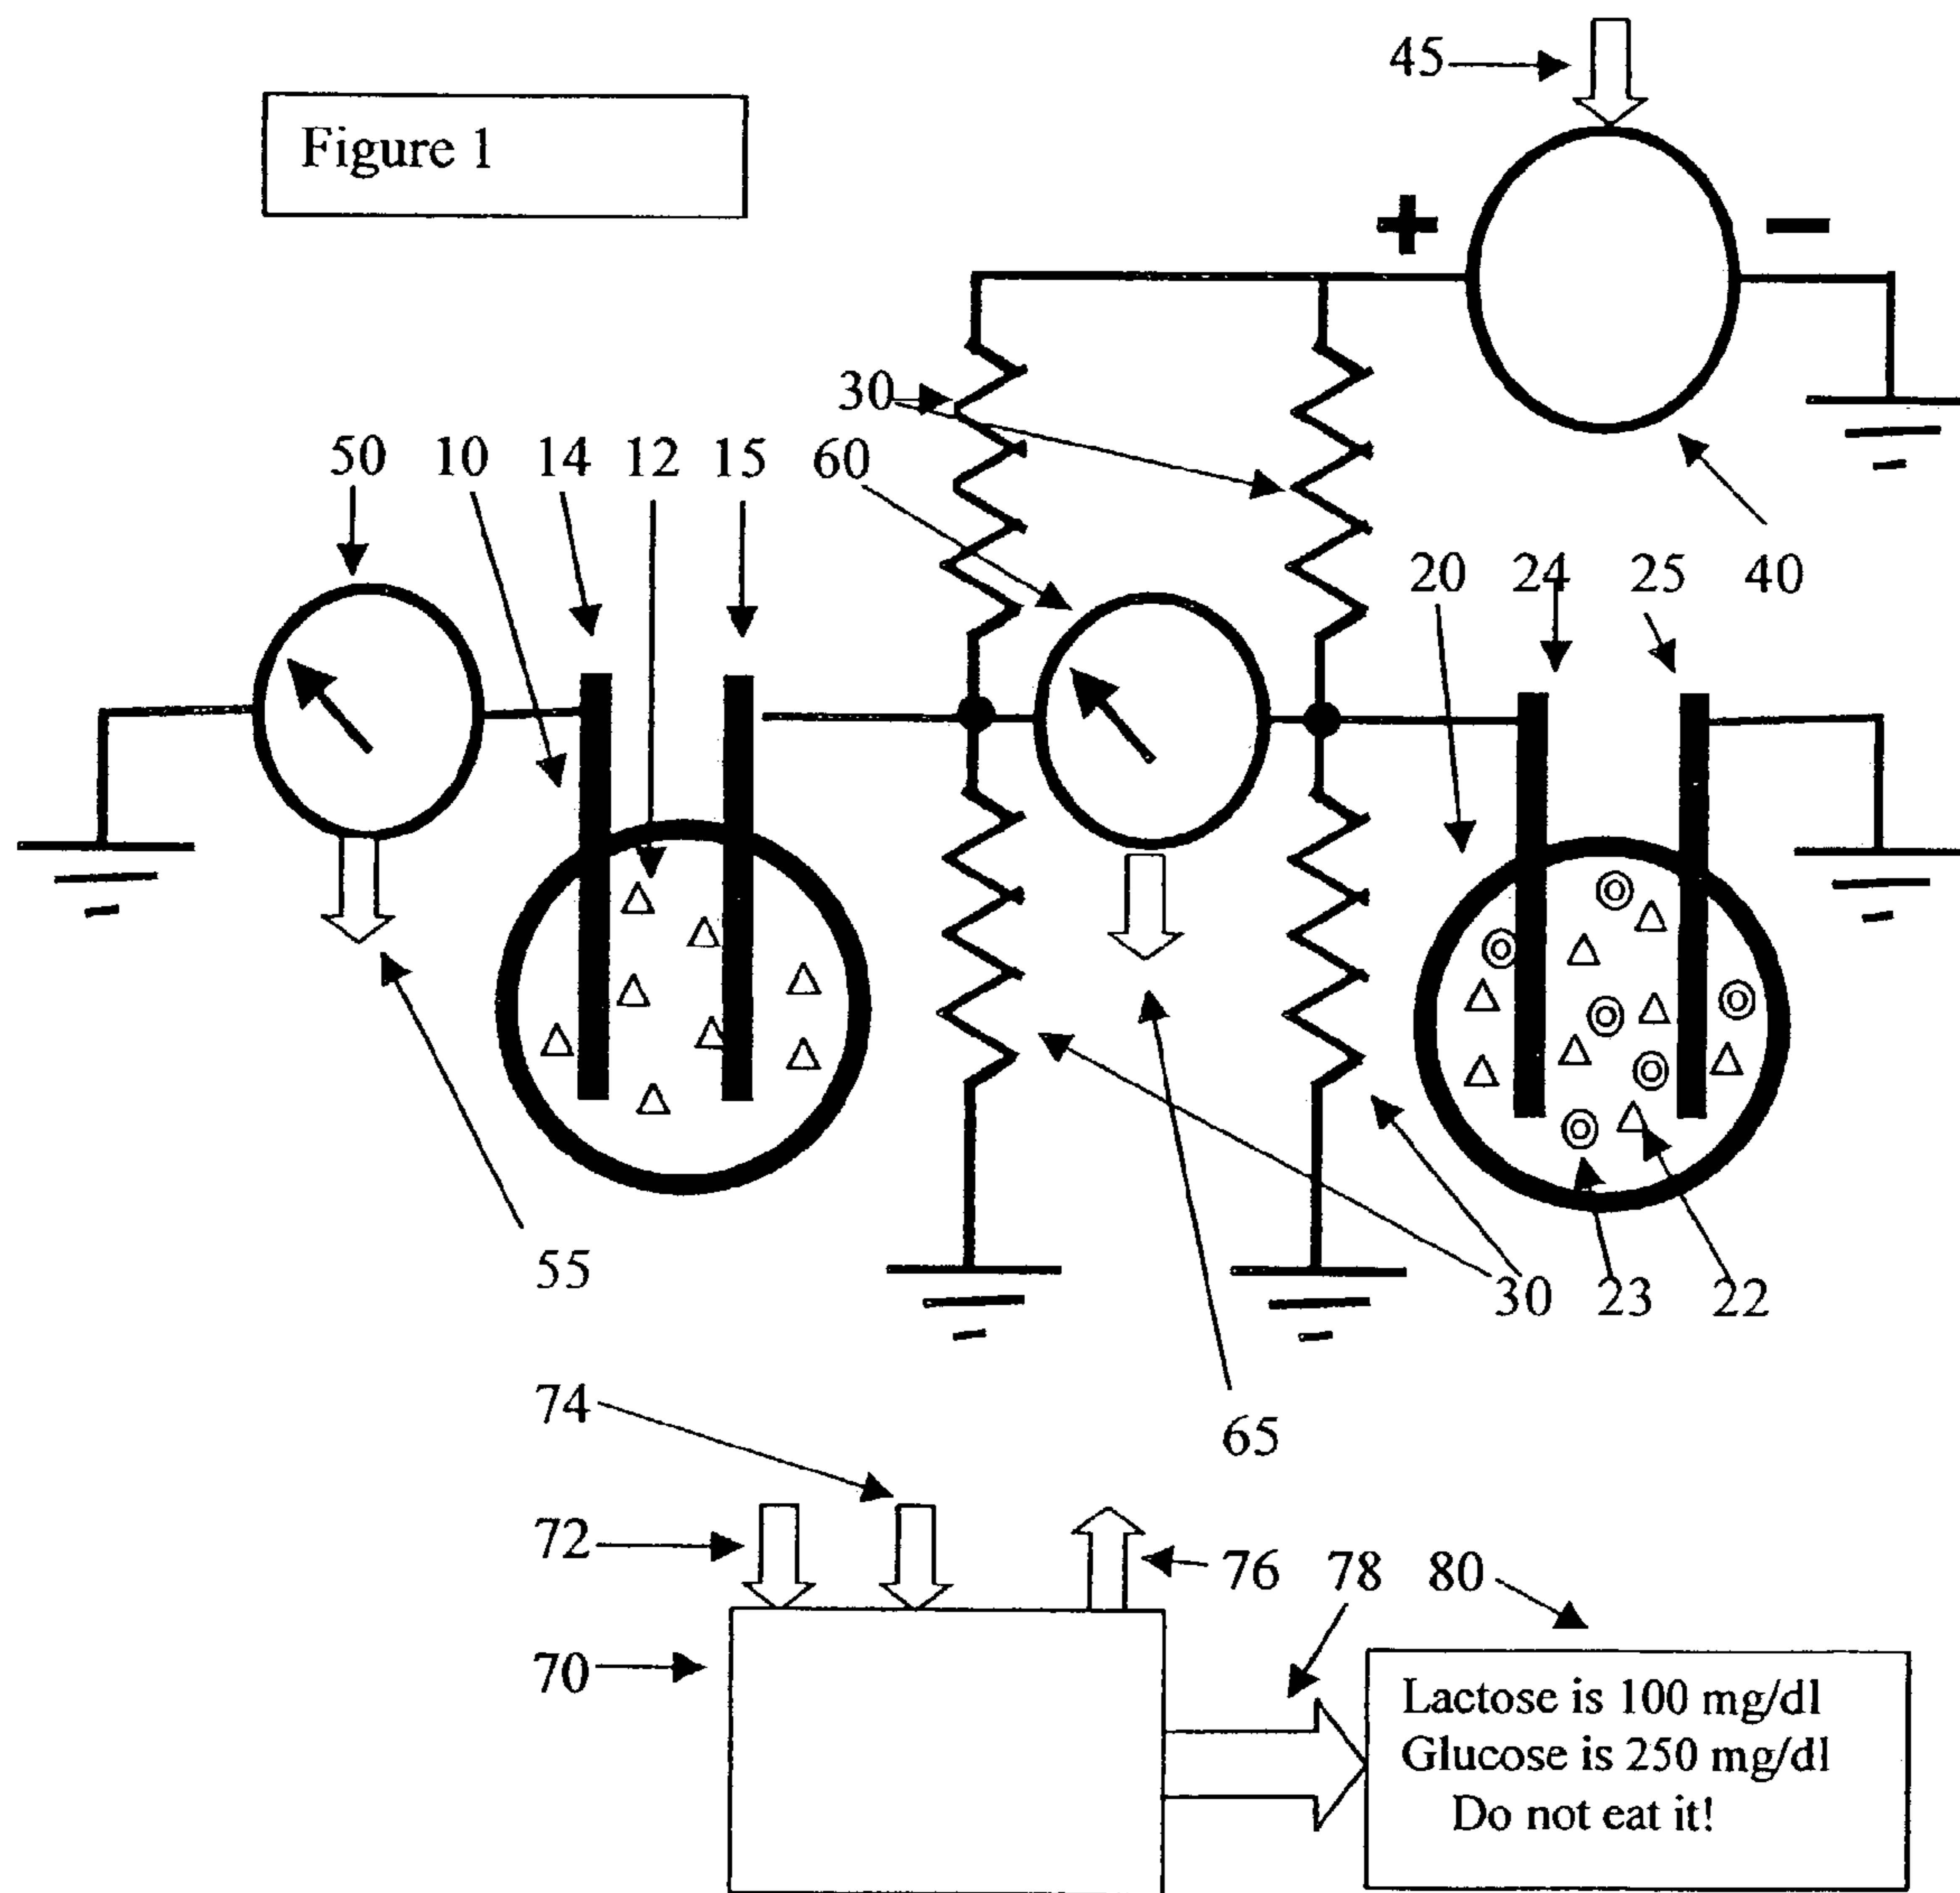 45
Figure 1
+ −
30
50 10 14 12 15 60
20 24 25 40
55
30 23 22
74
65
72
76 78 80
70
Lactose is 100 mg/dl
Glucose is 250 mg/dl
Do not eat it!